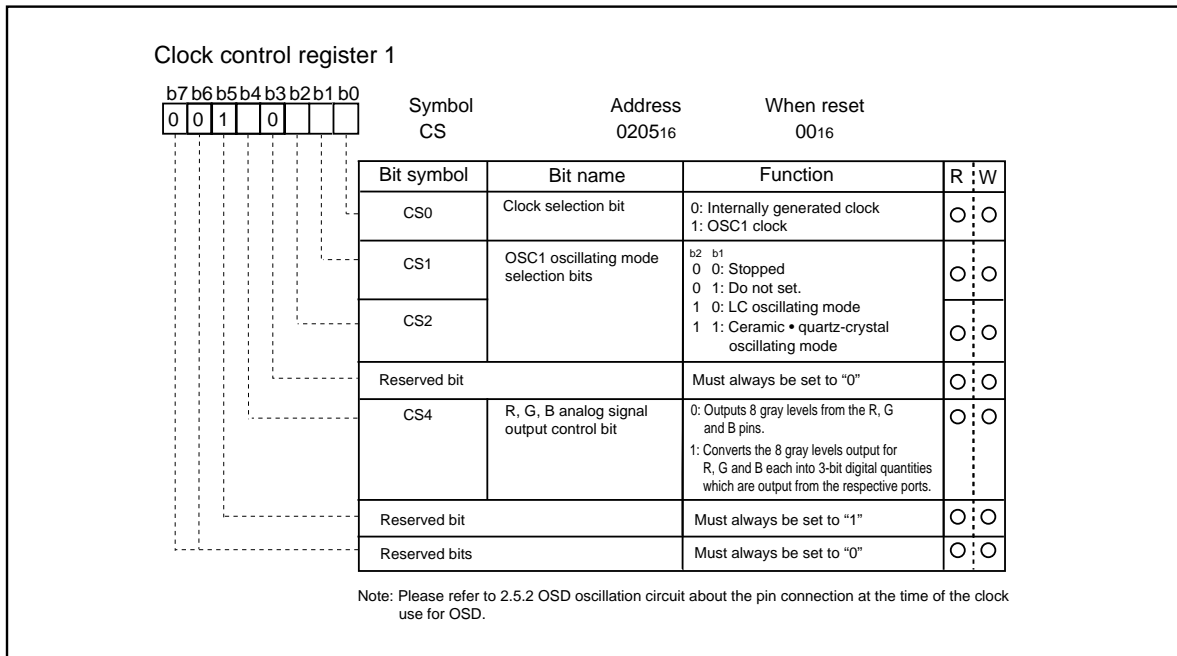 Clock control register 1
b7 b6 b5 b4 b3 b2 b1 b0
0 0 1 0
Symbol Address When reset
CS 020516 0016
Bit symbol Bit name Function R W
CS0 Clock selection bit 0: Internally generated clock
1: OSC1 clock
CS1 OSC1 oscillating mode
selection bits
b2 b1
0 0: Stopped
0 1: Do not set.
CS2 1 0: LC oscillating mode
1 1: Ceramic • quartz-crystal
oscillating mode
Reserved bit Must always be set to “0”
CS4 R, G, B analog signal
output control bit
0: Outputs 8 gray levels from the R, G
and B pins.
1: Converts the 8 gray levels output for
R, G and B each into 3-bit digital quantities
which are output from the respective ports.
Reserved bit Must always be set to “1”
Reserved bits Must always be set to “0”
Note: Please refer to 2.5.2 OSD oscillation circuit about the pin connection at the time of the clock
use for OSD.